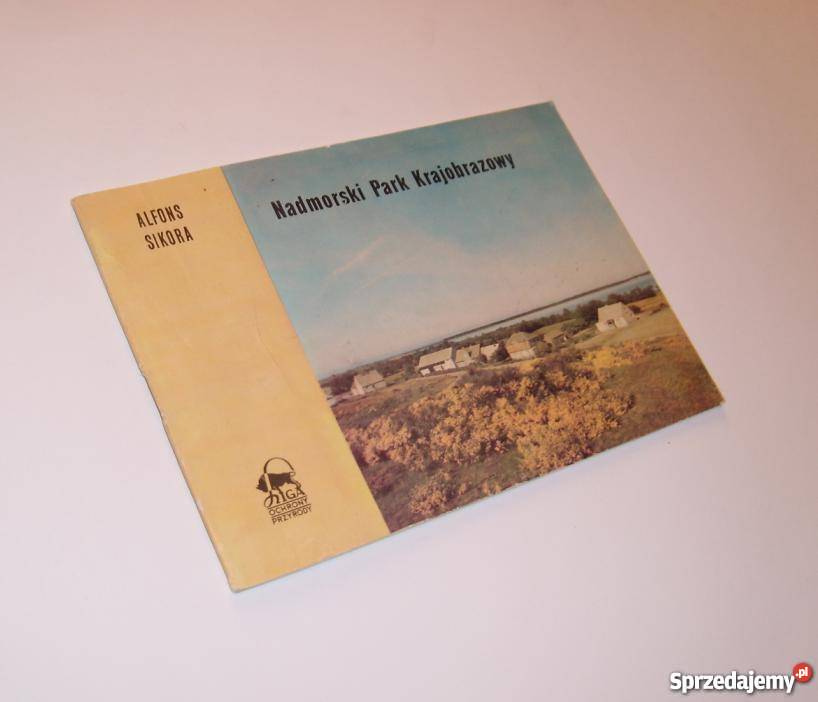 ALFONS
SIKORA
Nadmorski Park Krajobrazowy
LIGA
OCHRONY
PRZYRODY
Sprzedajemy.pl